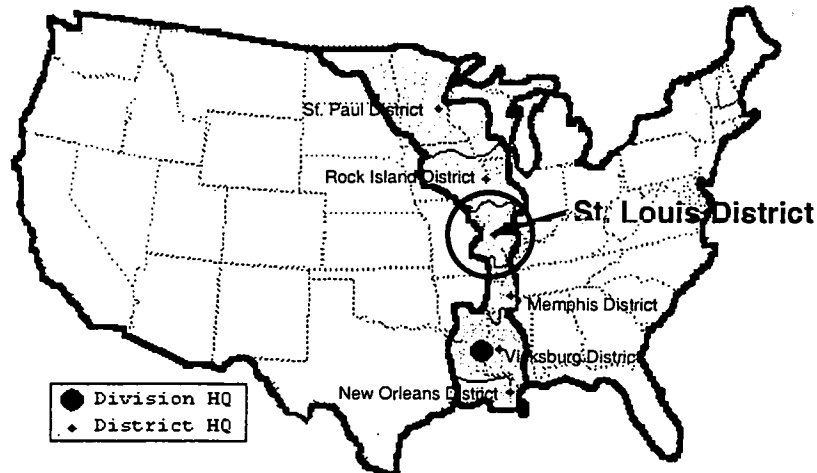 St. Paul District
Rock Island District
St. Louis District
Memphis District
Vicksburg District
New Orleans District
Division HQ
District HQ